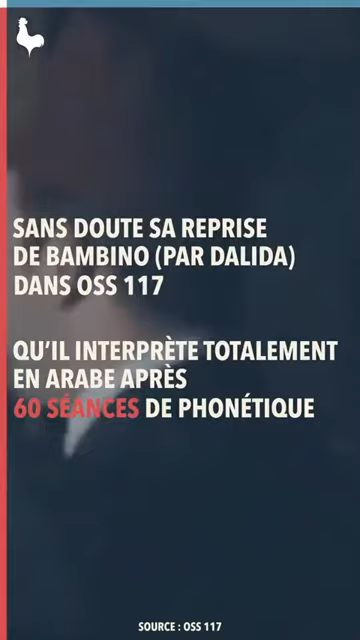 SANS DOUTE SA REPRISE
DE BAMBINO (PAR DALIDA)
DANS OSS 117
QU'IL INTERPRÈTE TOTALEMENT
EN ARABE APRÈS
60 SÉANCES DE PHONÉTIQUE
SOURCE : OSS 117